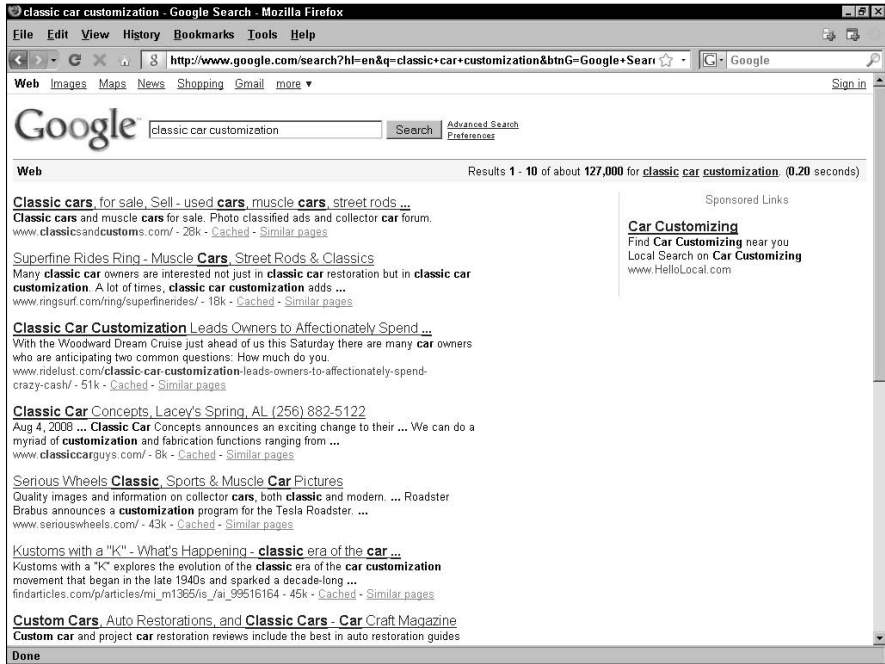 classic car customization - Google Search - Mozilla Firefox
File Edit View History Bookmarks Tools Help
http://www.google.com/search?hl=en&q=classic+car+customization&btnG=Google+Sear
G Google
Web Images Maps News Shopping Gmail more ▼ Sign in
Google™ classic car customization Search Advanced Search
Preferences
Web Results 1 - 10 of about 127,000 for classic car customization. (0.20 seconds)
Classic cars, for sale, Sell - used cars, muscle cars, street rods ...
Classic cars and muscle cars for sale. Photo classified ads and collector car forum.
www.classicsandcustoms.com/ - 28k - Cached - Similar pages
Superfine Rides Ring - Muscle Cars, Street Rods & Classics
Many classic car owners are interested not just in classic car restoration but in classic car
customization. A lot of times, classic car customization adds ...
www.ringsurf.com/ring/superfinerides/ - 18k - Cached - Similar pages
Classic Car Customization Leads Owners to Affectionately Spend ...
With the Woodward Dream Cruise just ahead of us this Saturday there are many car owners
who are anticipating two common questions: How much do you.
www.ridelust.com/classic-car-customization-leads-owners-to-affectionately-spend-
crazy-cash/ - 51k - Cached - Similar pages
Classic Car Concepts, Lacey's Spring, AL (256) 882-5122
Aug 4, 2008 ... Classic Car Concepts announces an exciting change to their ... We can do a
myriad of customization and fabrication functions ranging from ...
www.classiccarguys.com/ - 8k - Cached - Similar pages
Serious Wheels Classic, Sports & Muscle Car Pictures
Quality images and information on collector cars, both classic and modern. ... Roadster
Brabus announces a customization program for the Tesla Roadster. ...
www.seriouswheels.com/ - 43k - Cached - Similar pages
Kustoms with a "K" - What's Happening - classic era of the car ...
Kustoms with a "K" explores the evolution of the classic era of the car customization
movement that began in the late 1940s and sparked a decade-long ...
findarticles.com/p/articles/mi_m1365/is_/ai_99516164 - 45k - Cached - Similar pages
Custom Cars, Auto Restorations, and Classic Cars - Car Craft Magazine
Custom car and project car restoration reviews include the best in auto restoration guides
Sponsored Links
Car Customizing
Find Car Customizing near you
Local Search on Car Customizing
www.HelloLocal.com
Done